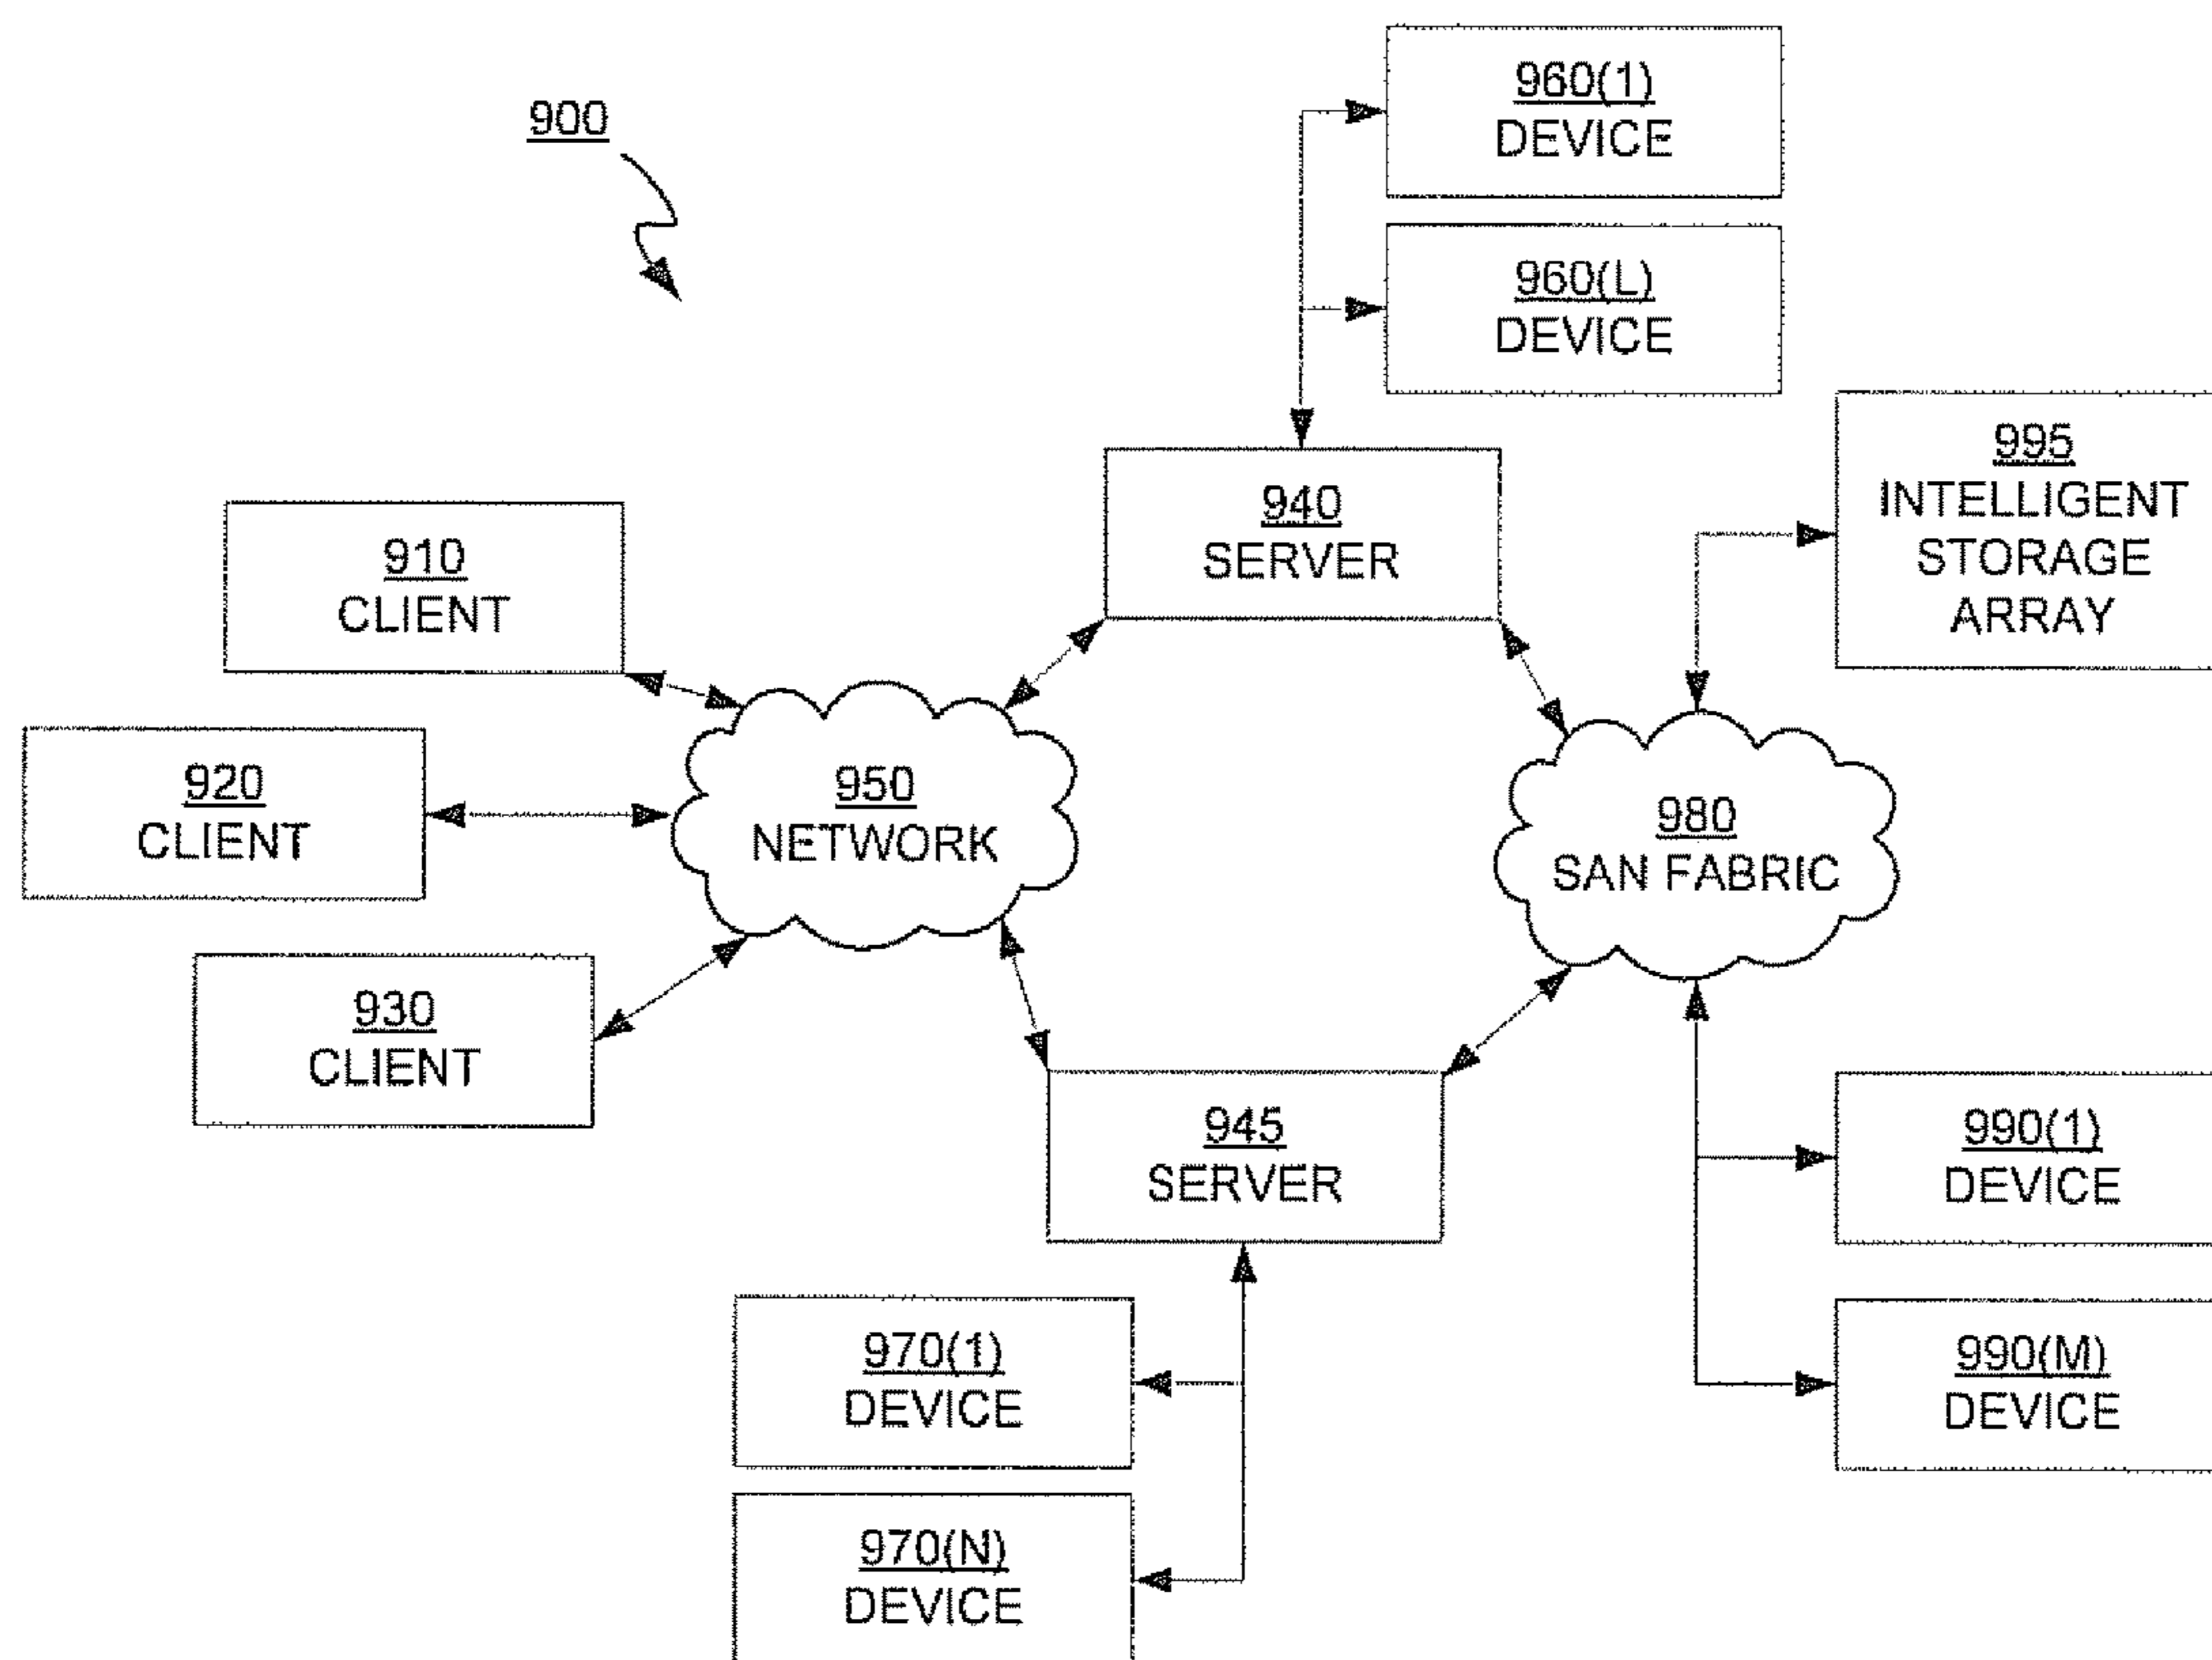 900
960(1)
DEVICE
960(L)
DEVICE
995
INTELLIGENT
STORAGE
ARRAY
940
SERVER
910
CLIENT
920
CLIENT
950
NETWORK
980
SAN FABRIC
930
CLIENT
945
SERVER
990(1)
DEVICE
990(M)
DEVICE
970(1)
DEVICE
970(N)
DEVICE